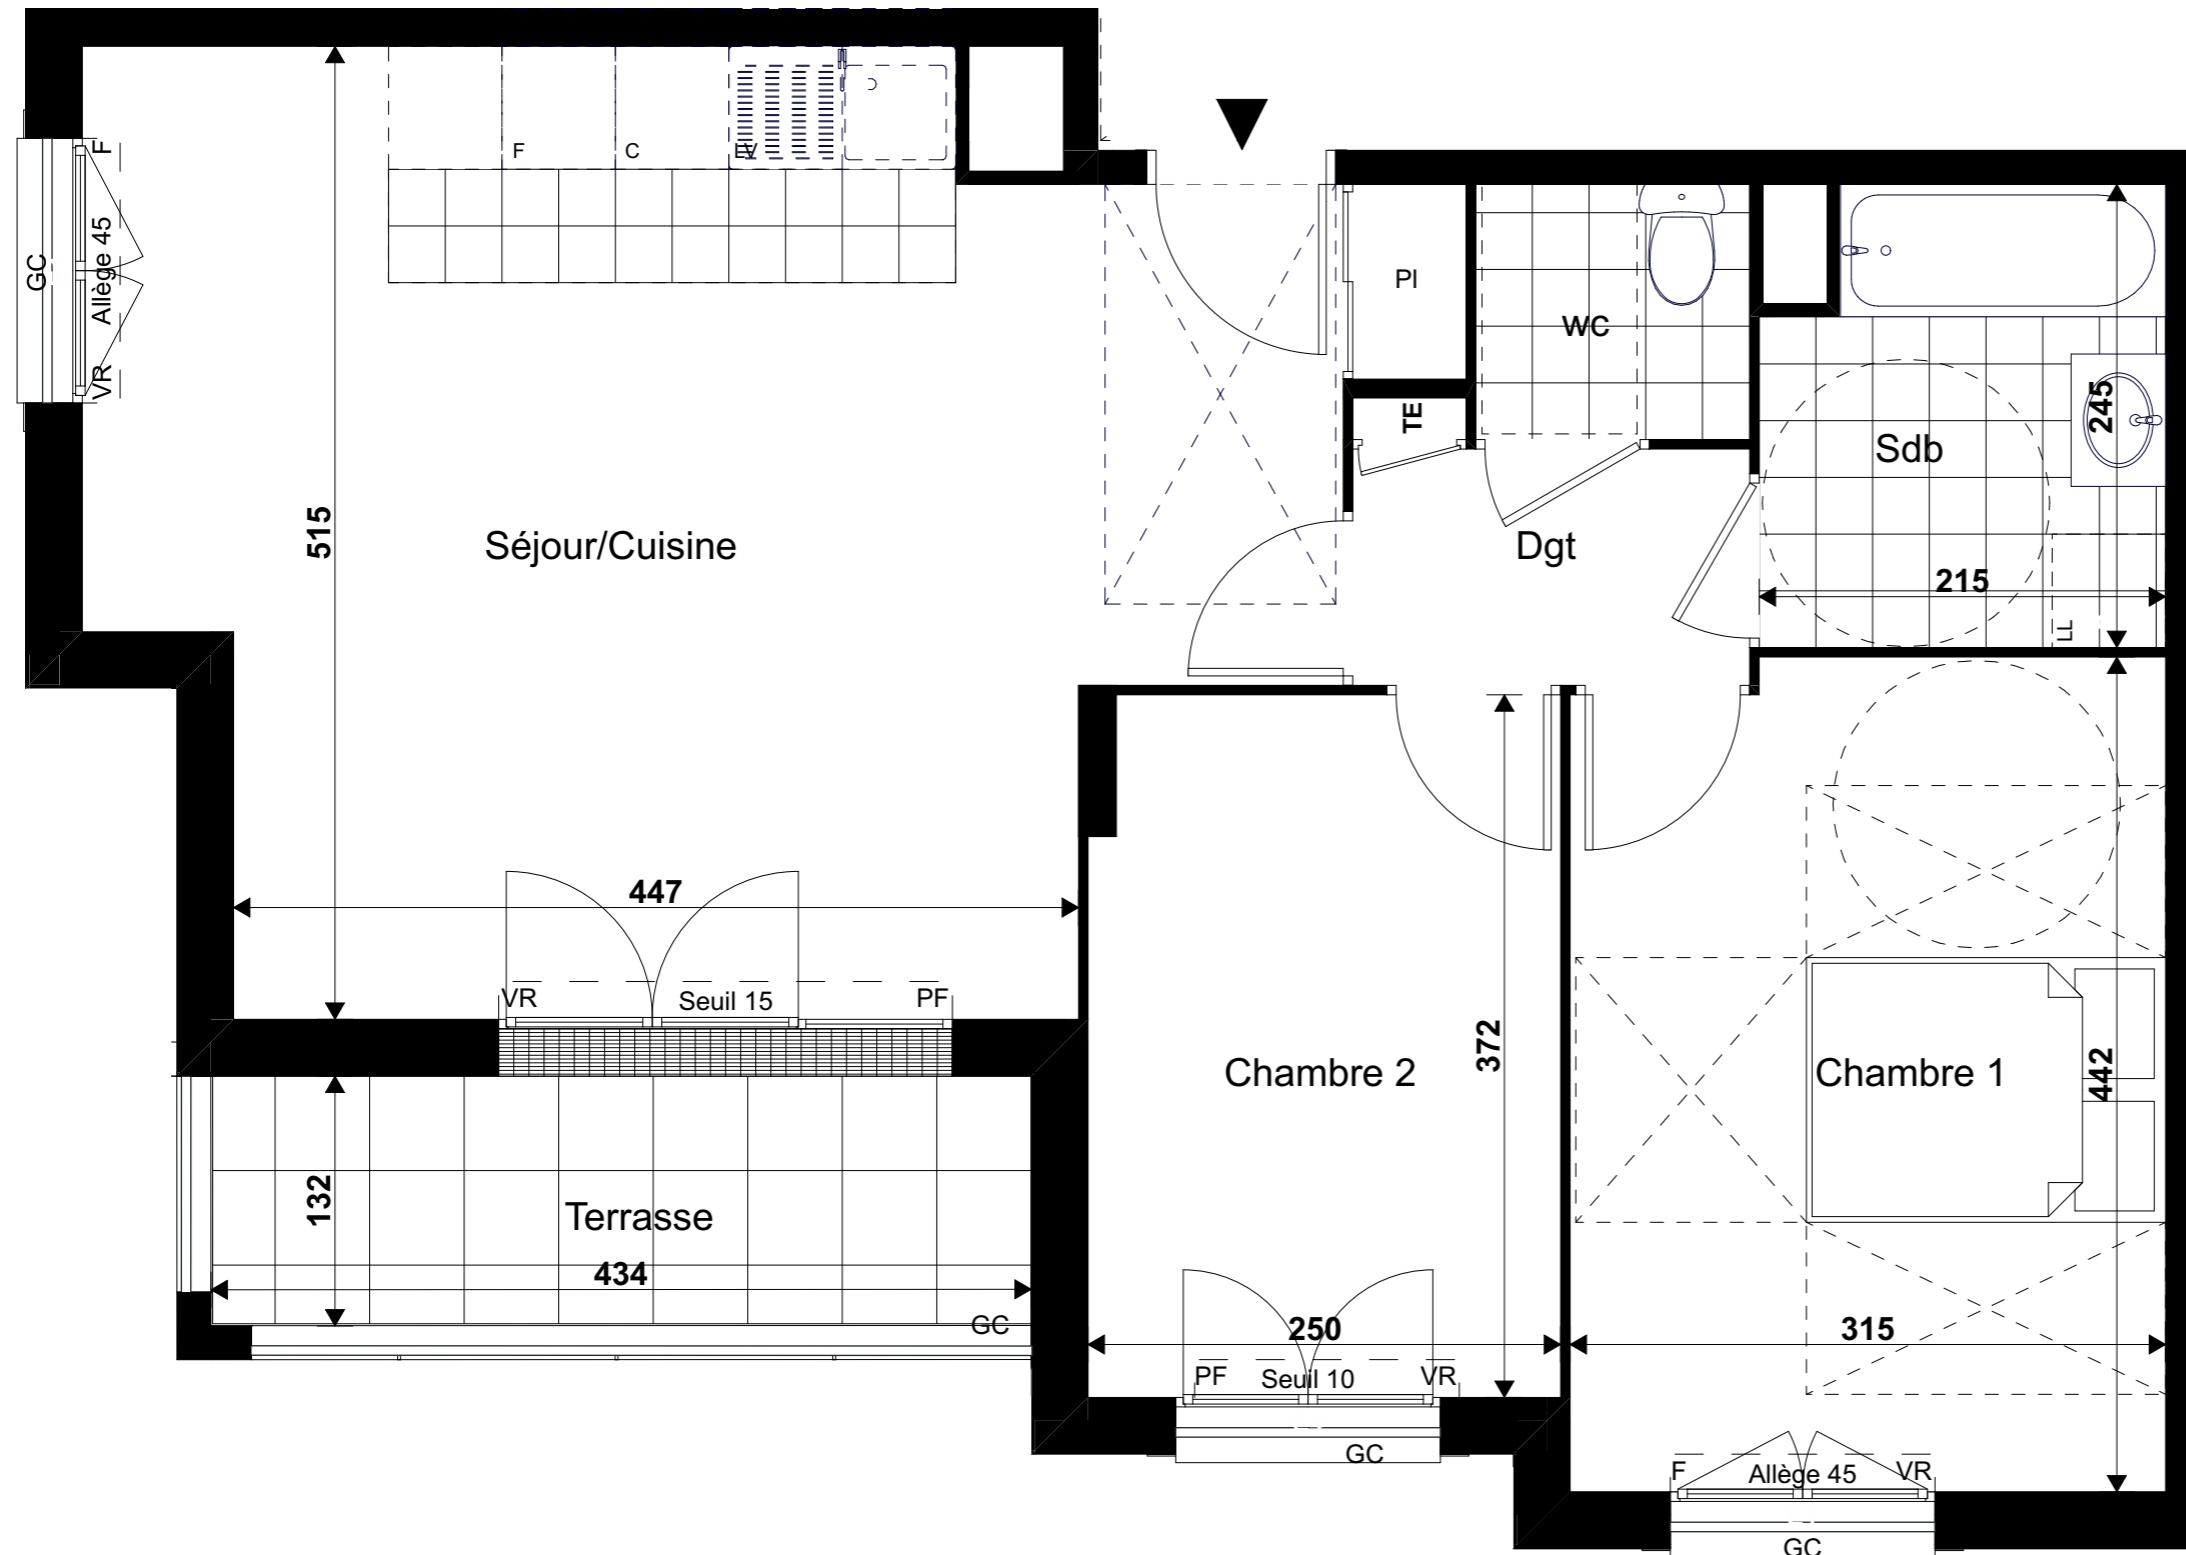 F
C
LV
F
Allège 45
GC
VR
Pl
WC
TE
245
Sdb
515
Séjour/Cuisine
Dgt
215
LL
447
VR
Seuil 15
PF
372
Chambre 2
Chambre 1
442
132
Terrasse
434
GC
250
315
PF
Seuil 10
VR
GC
F
Allège 45
VR
GC